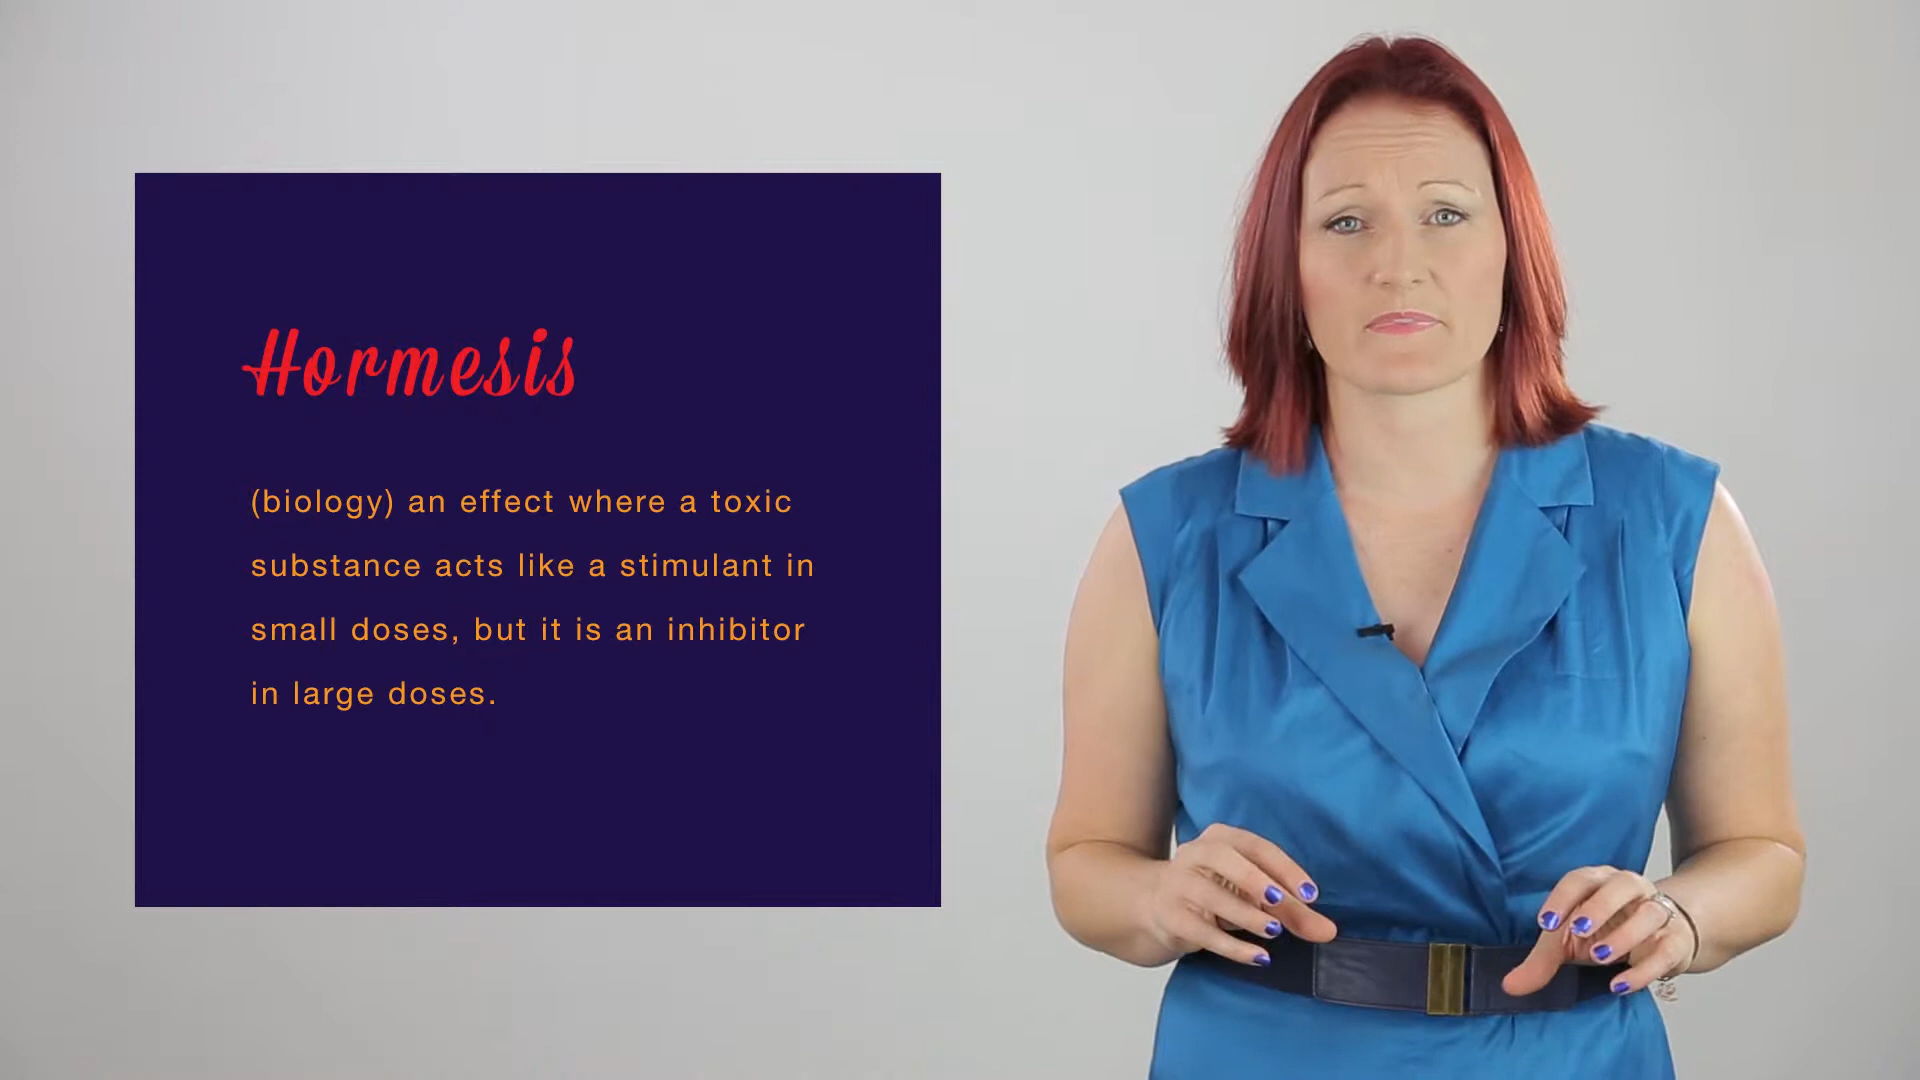 Hormesis
(biology) an effect where a toxic
substance acts like a stimulant in
small doses, but it is an inhibitor
in large doses.